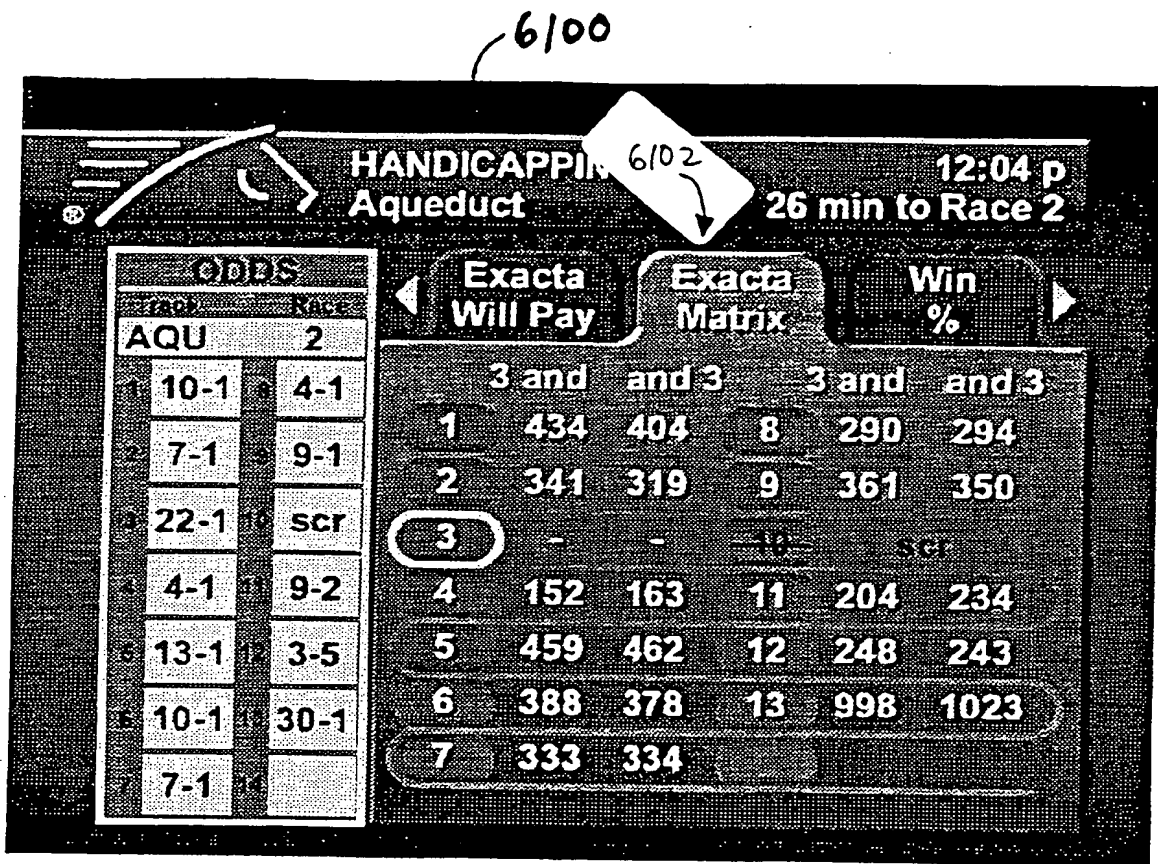 6100
HANDICAPPIN
6102
12:04 p
Aqueduct
26 min to Race 2
®
ODDS
Track Race
AQU 2
1 10-1 8 4-1
2 7-1 9 9-1
3 22-1 10 scr
4 4-1 11 9-2
5 13-1 12 3-5
6 10-1 13 30-1
7 7-1 14
Exacta Will Pay
Exacta Matrix
Win %
3 and and 3 3 and and 3
1 434 404 8 290 294
2 341 319 9 361 350
3 - - 10 scr
4 152 163 11 204 234
5 459 462 12 248 243
6 388 378 13 998 1023
7 333 334